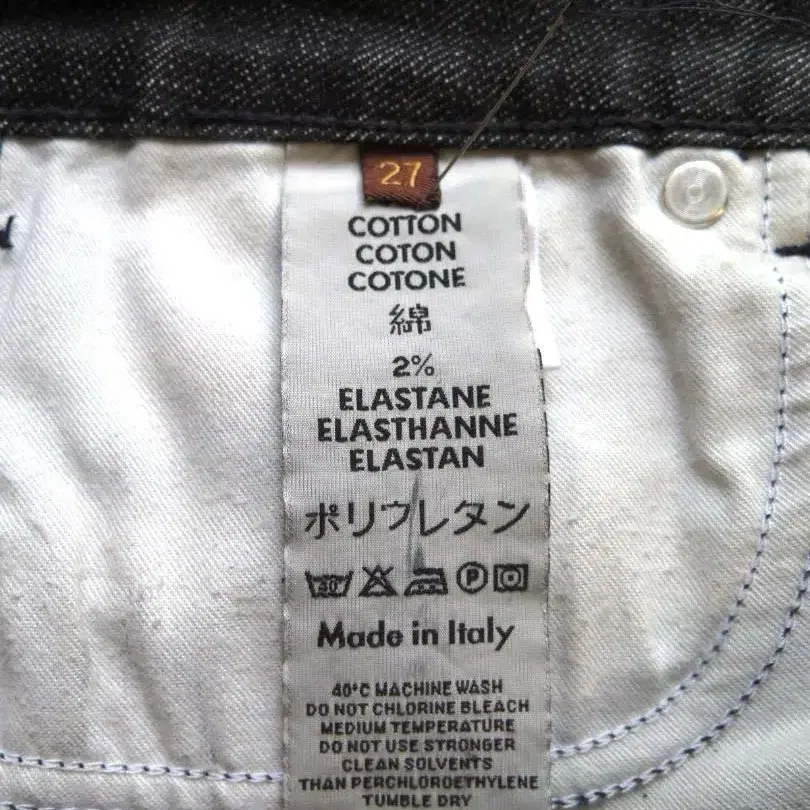 27
COTTON
COTON
COTONE
綿
2%
ELASTANE
ELASTHANNE
ELASTAN
ポリウレタン
40° P
Made in Italy
40°C MACHINE WASH
DO NOT CHLORINE BLEACH
MEDIUM TEMPERATURE
DO NOT USE STRONGER
CLEAN SOLVENTS
THAN PERCHLOROETHYLENE
TUMBLE DRY